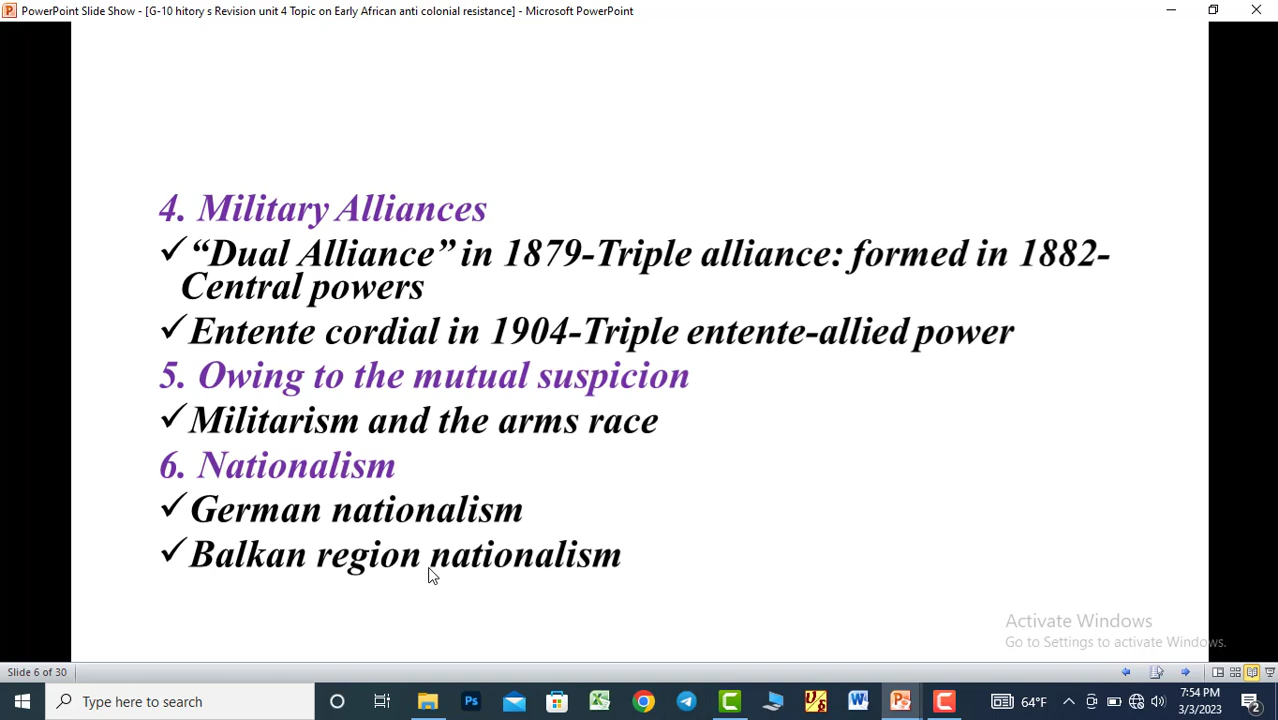 PowerPoint Slide Show - [G-10 hitory s Revision unit 4 Topic on Early African anti colonial resistance] - Microsoft PowerPoint
4. Military Alliances
✓“Dual Alliance” in 1879-Triple alliance: formed in 1882-
Central powers
✓Entente cordial in 1904-Triple entente-allied power
5. Owing to the mutual suspicion
✓Militarism and the arms race
6. Nationalism
✓German nationalism
✓Balkan region nationalism
Activate Windows
Go to Settings to activate Windows.
Slide 6 of 30
Type here to search
Ps
64°F
7:54 PM
3/3/2023
2